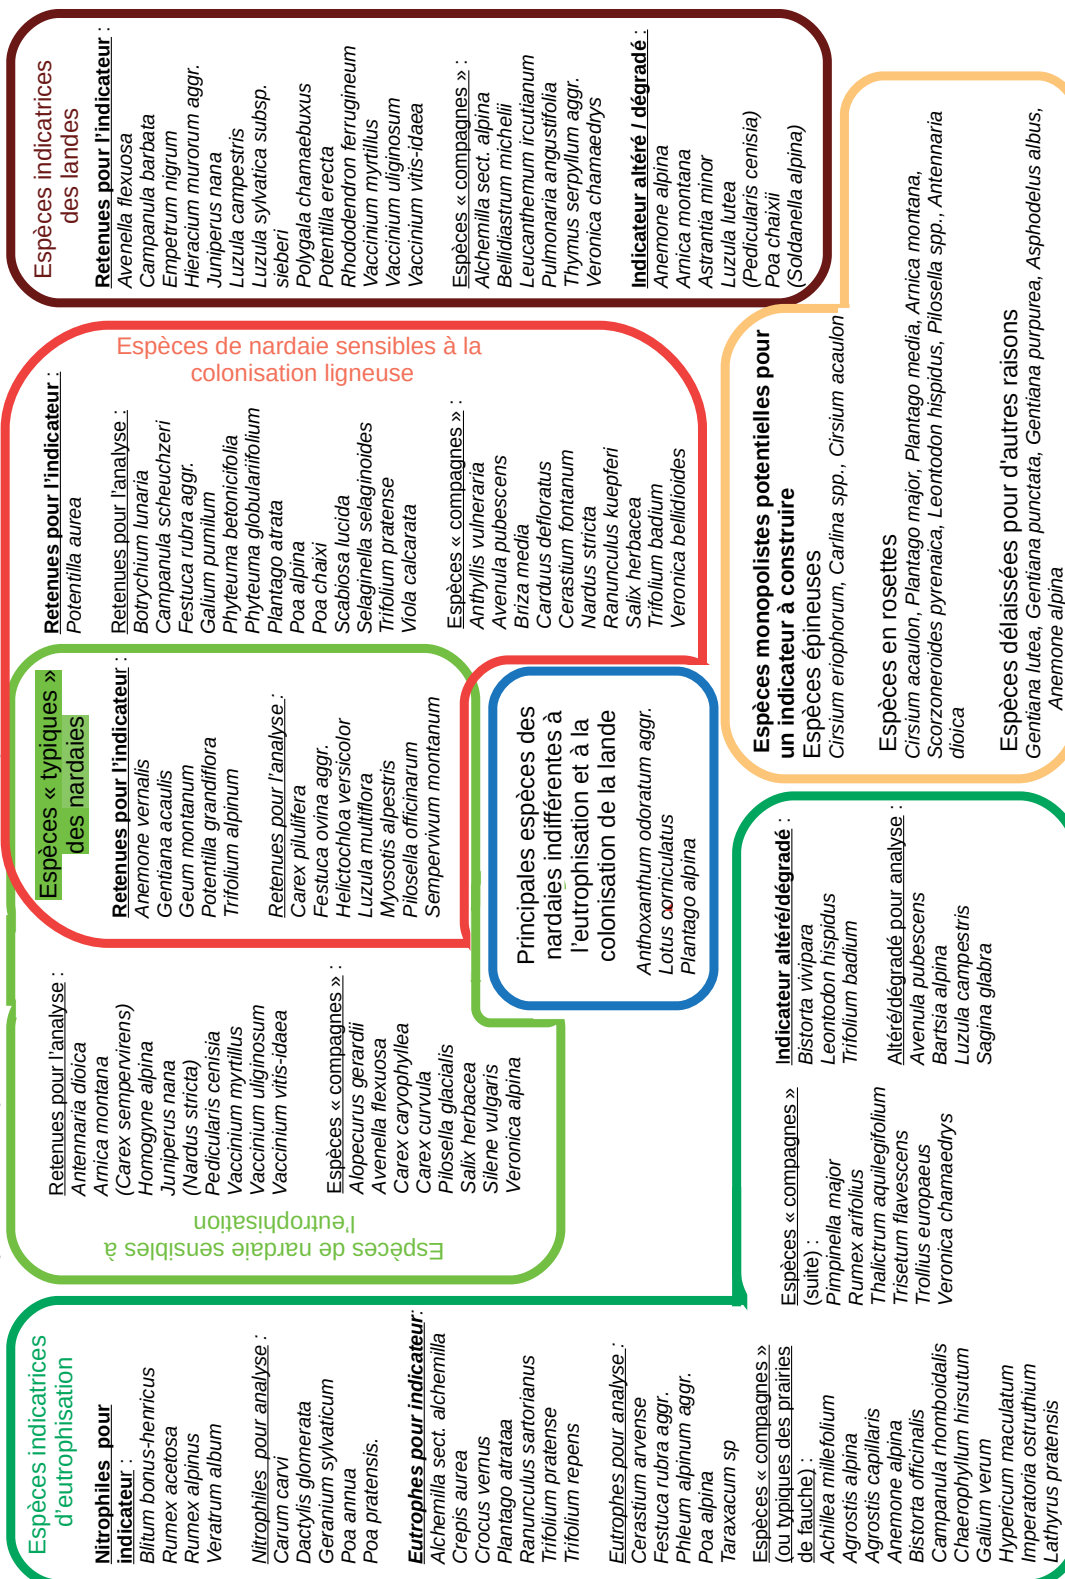 Espèces indicatrices
d'eutrophisation
Nitrophiles pour
indicateur :
Blitum bonus-henricus
Rumex acetosa
Rumex alpinus
Veratrum album
Nitrophiles pour analyse :
Carum carvi
Dactylis glomerata
Geranium sylvaticum
Poa annua
Poa pratensis.
Eutrophes pour indicateur:
Alchemilla sect. alchemilla
Crepis aurea
Crocus vernus
Plantago atratae
Ranunculus sartorianus
Trifolium pratense
Trifolium repens
Eutrophes pour analyse :
Cerastium arvense
Festuca rubra aggr.
Phleum alpinum aggr.
Poa alpina
Taraxacum sp
Espèces « compagnes »
(ou typiques des prairies
de fauche) :
Achillea millefolium
Agrostis alpina
Agrostis capillaris
Anemone alpina
Bistorta officinalis
Campanula rhomboidalis
Chaerophyllum hirsutum
Galium verum
Hypericum maculatum
Imperatoria ostruthium
Lathyrus pratensis
Espèces « compagnes »
(suite) :
Pimpinella major
Rumex arifolius
Thalictrum aquilegifolium
Trisetum flavescens
Trollius europaeus
Veronica chamaedrys
Indicateur altéré/dégradé :
Bistorta vivipara
Leontodon hispidus
Trifolium badium
Altéré/dégradé pour analyse :
Avenula pubescens
Bartsia alpina
Luzula campestris
Sagina glabra
Espèces de nardaie sensibles à
l'eutrophisation
Retenues pour l'analyse :
Antennaria dioica
Arnica montana
(Carex sempervirens)
Homogyne alpina
Juniperus nana
(Nardus stricta)
Pedicularis cenisia
Vaccinium myrtillus
Vaccinium uliginosum
Vaccinium vitis-idaea
Espèces « compagnes » :
Alopecurus gerardii
Avenella flexuosa
Carex caryophyllea
Carex curvula
Pilosella glacialis
Salix herbacea
Silene vulgaris
Veronica alpina
Espèces « typiques »
des nardaies
Retenues pour l'indicateur :
Anemone vernalis
Gentiana acaulis
Geum montanum
Potentilla grandiflora
Trifolium alpinum
Retenues pour l'analyse :
Carex pilulifera
Festuca ovina aggr.
Helictochloa versicolor
Luzula multiflora
Myosotis alpestris
Pilosella officinarum
Sempervivum montanum
Principales espèces des
nardaies indifférentes à
l'eutrophisation et à la
colonisation de la lande
Anthoxanthum odoratum aggr.
Lotus corniculatus
Plantago alpina
Espèces de nardaie sensibles à la
colonisation ligneuse
Retenues pour l'indicateur :
Potentilla aurea
Retenues pour l'analyse :
Botrychium lunaria
Campanula scheuchzeri
Festuca rubra aggr.
Galium pumilum
Phyteuma betonicifolia
Phyteuma globulariifolium
Plantago atrata
Poa alpina
Poa chaixi
Scabiosa lucida
Selaginella selaginoides
Trifolium pratense
Viola calcarata
Espèces « compagnes » :
Anthyllis vulneraria
Avenula pubescens
Briza media
Carduus defloratus
Cerastium fontanum
Nardus stricta
Ranunculus kuepferi
Salix herbacea
Trifolium badium
Veronica bellidioides
Espèces indicatrices
des landes
Retenues pour l'indicateur :
Avenella flexuosa
Campanula barbata
Empetrum nigrum
Hieracium murorum aggr.
Juniperus nana
Luzula campestris
Luzula sylvatica subsp.
sieberi
Polygala chamaebuxus
Potentilla erecta
Rhododendron ferrugineum
Vaccinium myrtillus
Vaccinium uliginosum
Vaccinium vitis-idaea
Espèces « compagnes » :
Alchemilla sect. alpina
Bellidiastrum michelii
Leucanthemum ircutianum
Pulmonaria angustifolia
Thymus serpyllum aggr.
Veronica chamaedrys
Indicateur altéré / dégradé :
Anemone alpina
Arnica montana
Astrantia minor
Luzula lutea
(Pedicularis cenisia)
Poa chaixii
(Soldanella alpina)
Espèces monopolistes potentielles pour
un indicateur à construire
Espèces épineuses
Cirsium eriophorum, Carlina spp., Cirsium acaulon
Espèces en rosettes
Cirsium acaulon, Plantago major, Plantago media, Arnica montana,
Scorzoneroides pyrenaica, Leontodon hispidus, Pilosella spp., Antennaria
dioica
Espèces délaissées pour d'autres raisons
Gentiana lutea, Gentiana punctata, Gentiana purpurea, Asphodelus albus,
Anemone alpina